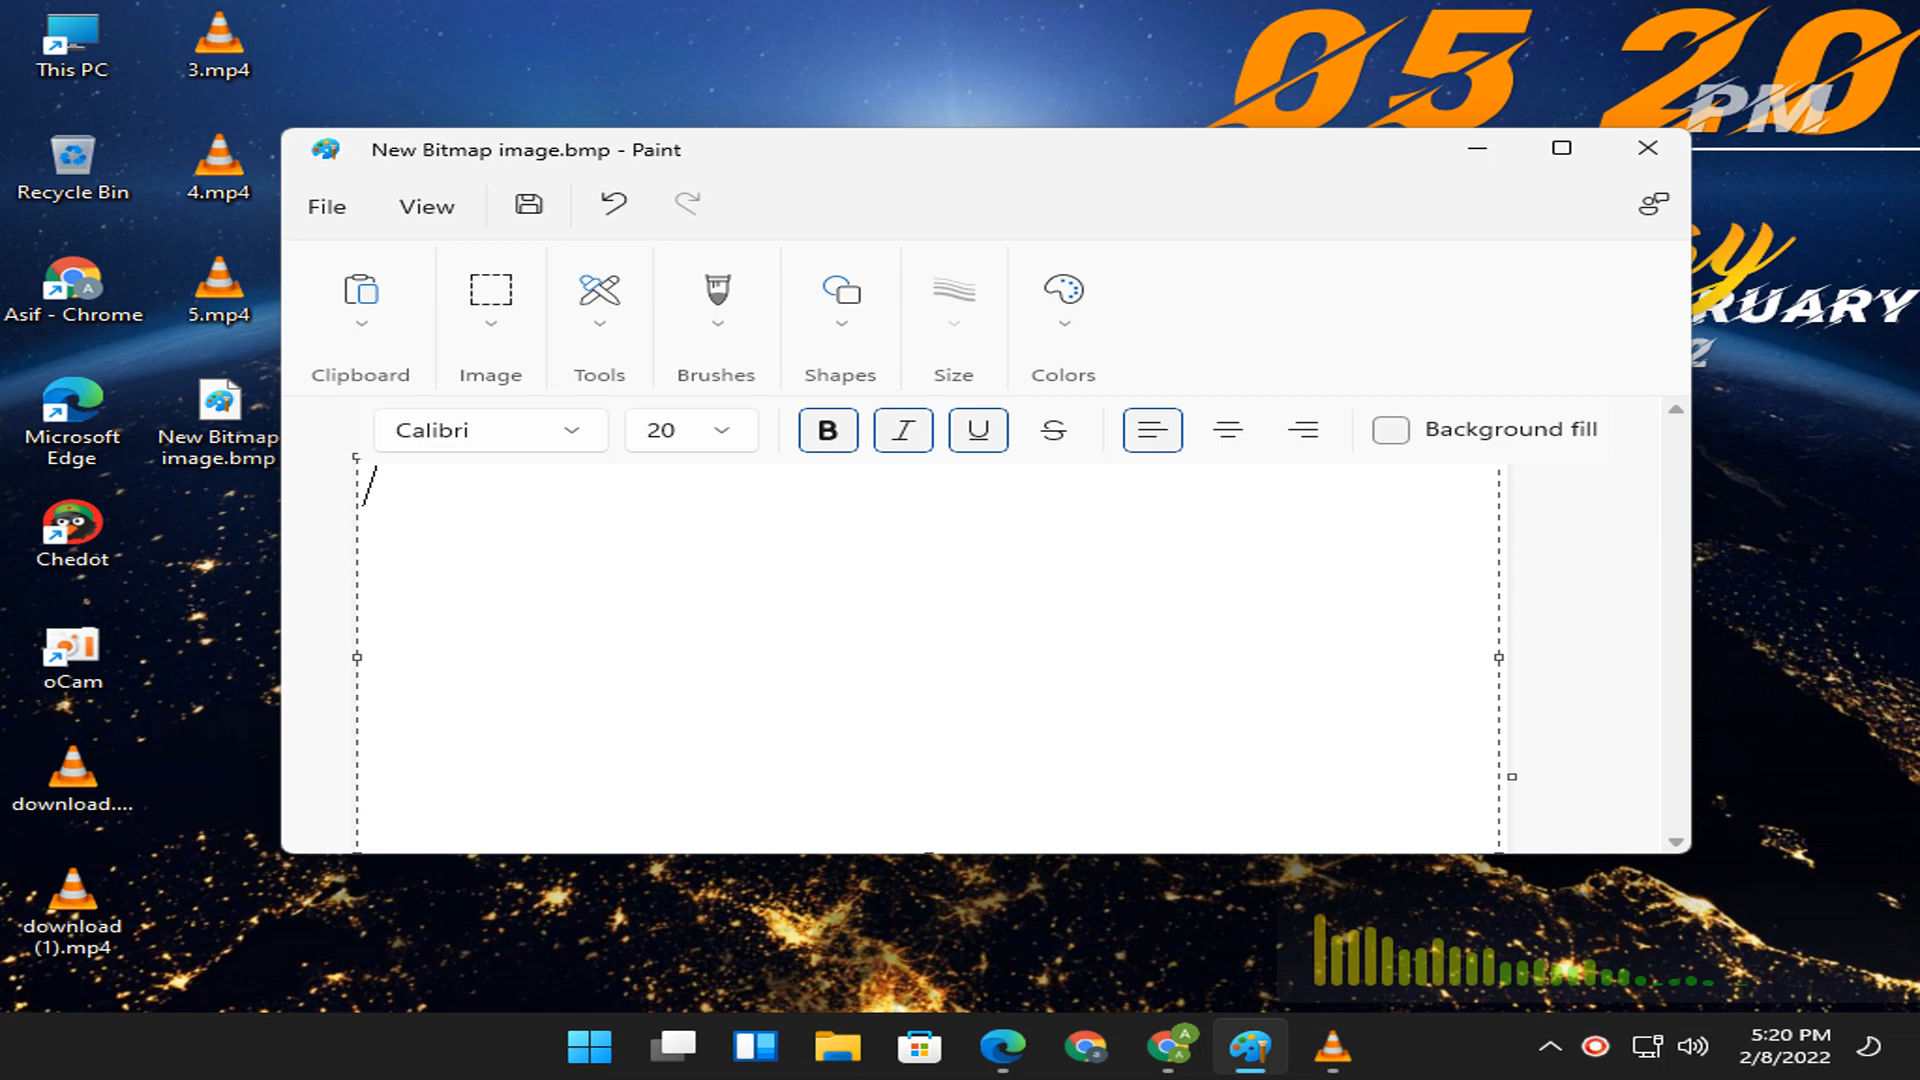 This PC
3.mp4
05 20
PM
New Bitmap image.bmp - Paint
Recycle Bin
4.mp4
File
View
Asif - Chrome
5.mp4
RUARY
Clipboard
Image
Tools
Brushes
Shapes
Size
Colors
Microsoft
Edge
New Bitmap
image.bmp
Calibri
20
B
I
U
S
Background fill
Chedot
oCam
download....
download
(1).mp4
5:20 PM
2/8/2022